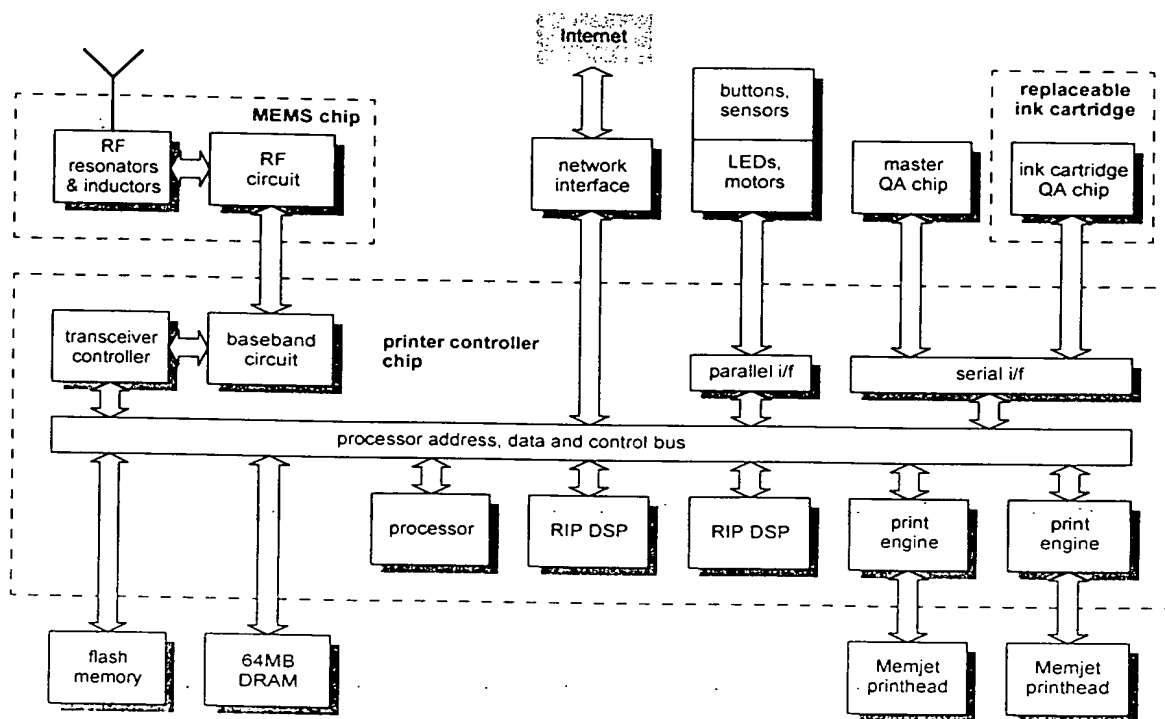 Internet
MEMS chip
RF
resonators
& inductors
RF
circuit
network
interface
buttons,
sensors
LEDs,
motors
master
QA chip
replaceable
ink cartridge
ink cartridge
QA chip
transceiver
controller
baseband
circuit
printer controller
chip
parallel i/f
serial i/f
processor address, data and control bus
processor
RIP DSP
RIP DSP
print
engine
print
engine
flash
memory
64MB
DRAM
Memjet
printhead
Memjet
printhead